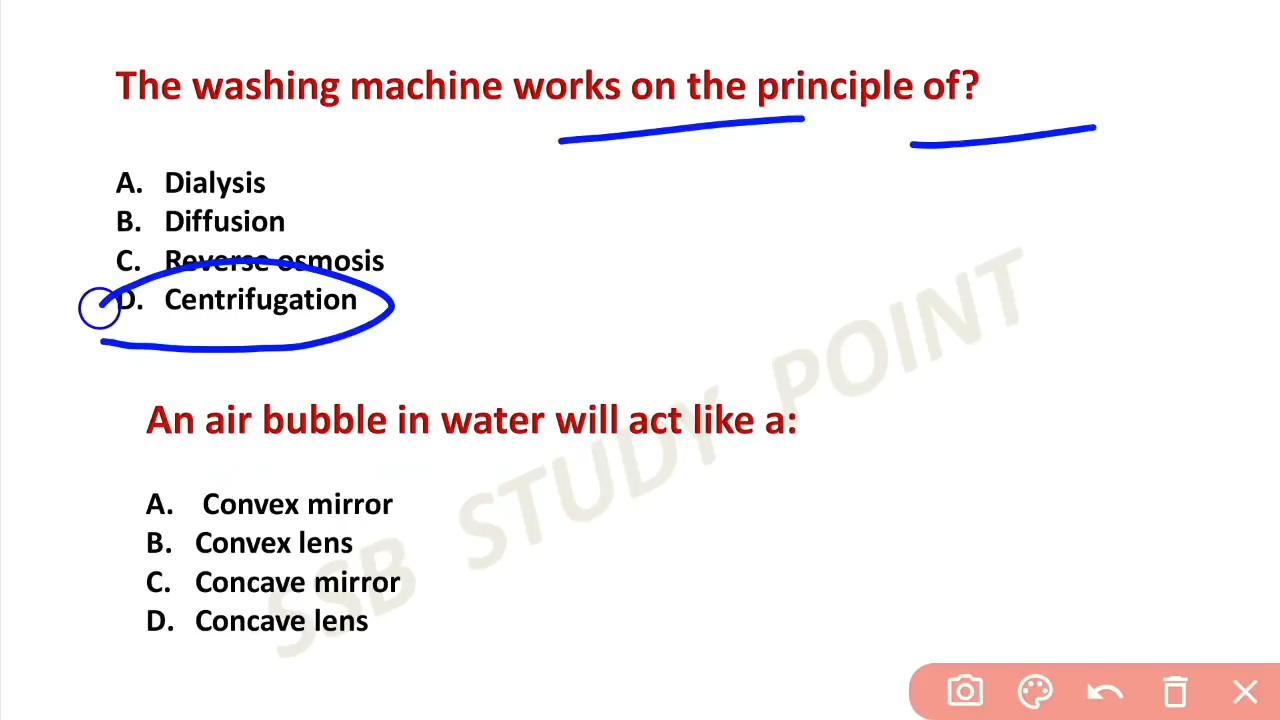 The washing machine works on the principle of?
A. Dialysis
B. Diffusion
C. Reverse osmosis
D. Centrifugation
An air bubble in water will act like a:
A. Convex mirror
B. Convex lens
C. Concave mirror
D. Concave lens
SSB STUDY POINT